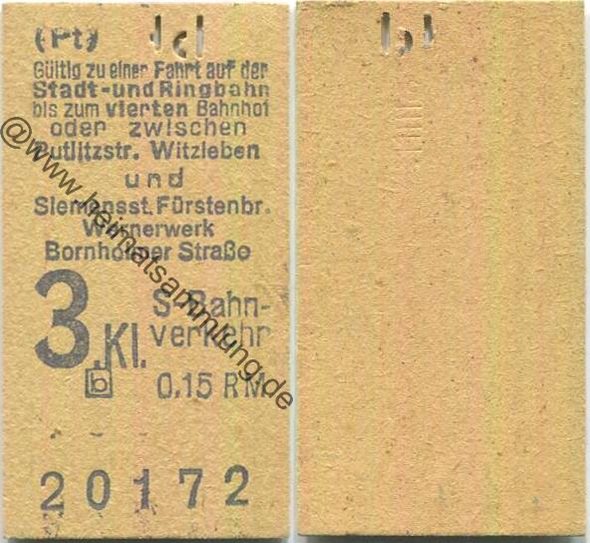 (Pt)
Gültig zu einer Fahrt auf der
Stadt-und Ringbahn
bis zum vierten Bahnhof
oder zwischen
Putlitzstr. Witzleben
und
Siemensst. Fürstenbr.
Wernerwerk
Bornholmer Straße
3.Kl. S-Bahn-
verkehr
b 0.15 RM
20172
@www.heimatsammlung.de